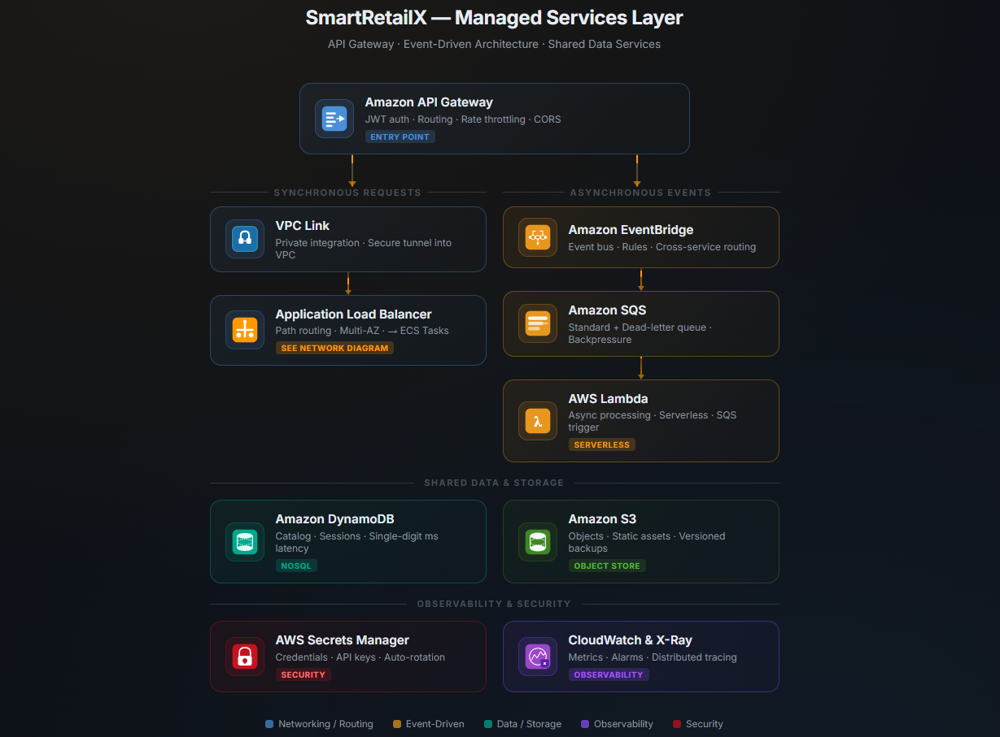 SmartRetailX — Managed Services Layer
API Gateway · Event-Driven Architecture · Shared Data Services
Amazon API Gateway
JWT auth · Routing · Rate throttling · CORS
ENTRY POINT
SYNCHRONOUS REQUESTS
VPC Link
Private integration · Secure tunnel into
VPC
Application Load Balancer
Path routing · Multi-AZ · → ECS Tasks
SEE NETWORK DIAGRAM
ASYNCHRONOUS EVENTS
Amazon EventBridge
Event bus · Rules · Cross-service routing
Amazon SQS
Standard + Dead-letter queue ·
Backpressure
λ
AWS Lambda
Async processing · Serverless · SQS
trigger
SERVERLESS
SHARED DATA & STORAGE
Amazon DynamoDB
Catalog · Sessions · Single-digit ms
latency
NOSQL
Amazon S3
Objects · Static assets · Versioned
backups
OBJECT STORE
OBSERVABILITY & SECURITY
AWS Secrets Manager
Credentials · API keys · Auto-rotation
SECURITY
CloudWatch & X-Ray
Metrics · Alarms · Distributed tracing
OBSERVABILITY
Networking / Routing
Event-Driven
Data / Storage
Observability
Security